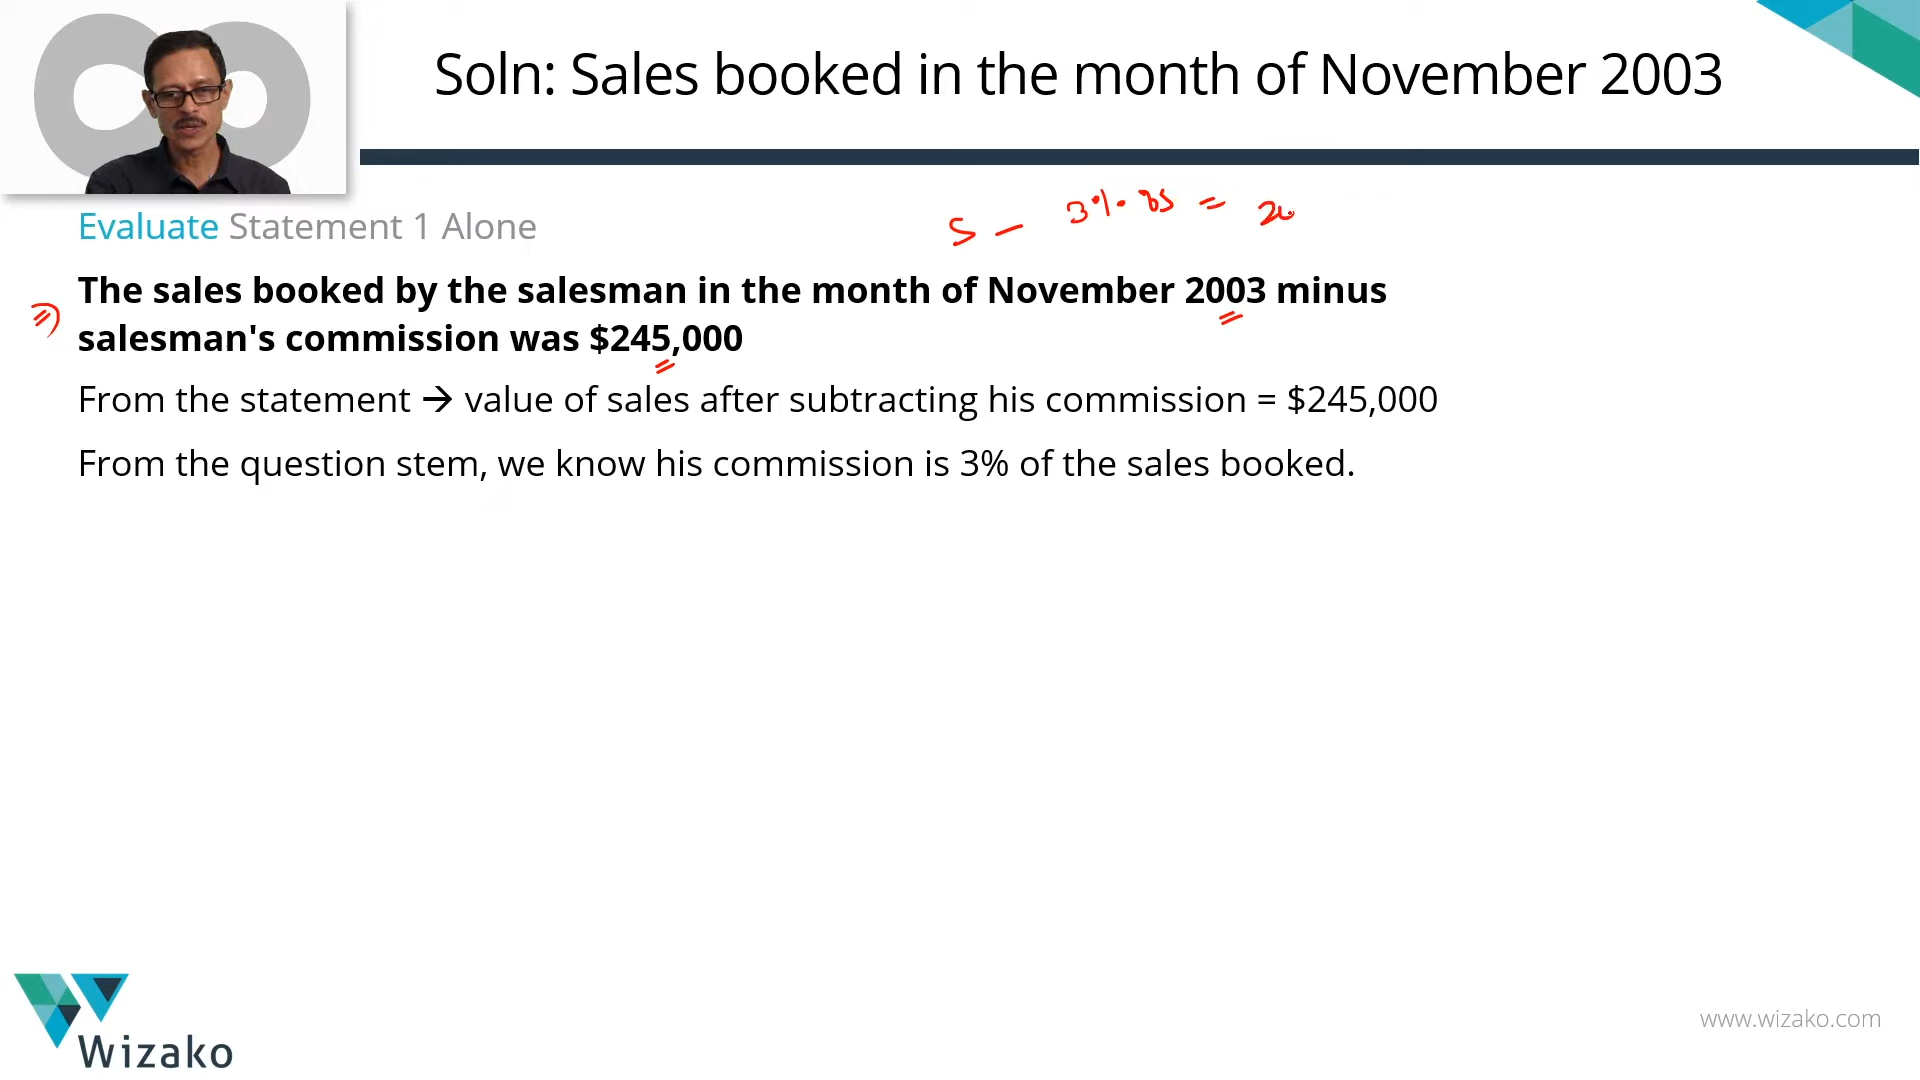 Soln: Sales booked in the month of November 2003
Evaluate Statement 1 Alone
S − 3% of S = 24
The sales booked by the salesman in the month of November 2003 minus
salesman's commission was $245,000
From the statement → value of sales after subtracting his commission = $245,000
From the question stem, we know his commission is 3% of the sales booked.
Wizako
www.wizako.com